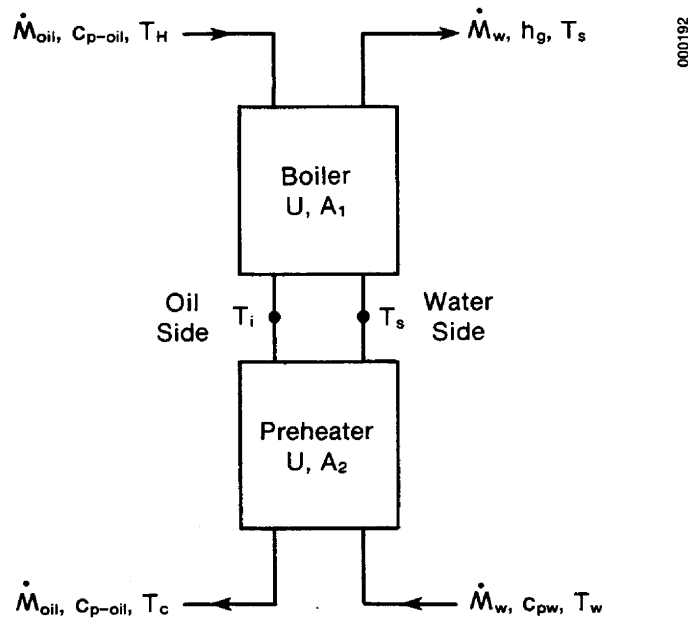 Ṁoil, cp-oil, TH
Ṁw, hg, Ts
000192
Boiler
U, A1
Oil
Side
Ti
Ts
Water
Side
Preheater
U, A2
Ṁoil, cp-oil, Tc
Ṁw, cpw, Tw